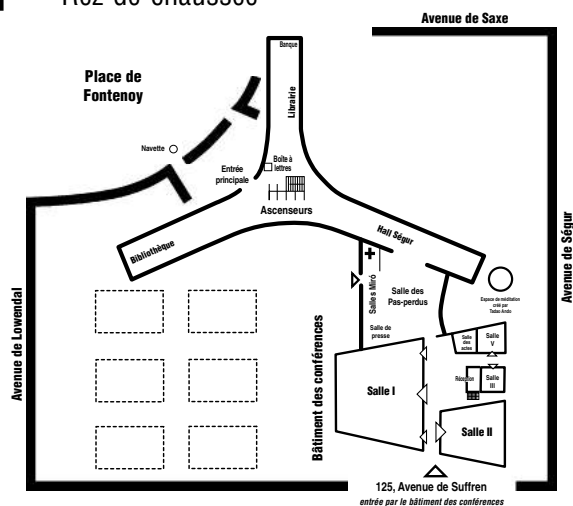 Rez-de-chaussée
Avenue de Saxe
Place de
Fontenoy
Banque
Librairie
Navette
Boîte à
lettres
Entrée
principale
Ascenseurs
Bibliothèque
Hall Ségur
Avenue de Ségur
Avenue de Lowendal
Salles Miró
Salle des
Pas-perdus
Espace de méditation
créé par
Tadao Ando
Salle de
presse
Salle
des
actes
Salle
V
Bâtiment des conférences
Salle I
Réception
Salle
III
Salle II
125, Avenue de Suffren
entrée par le bâtiment des conférences